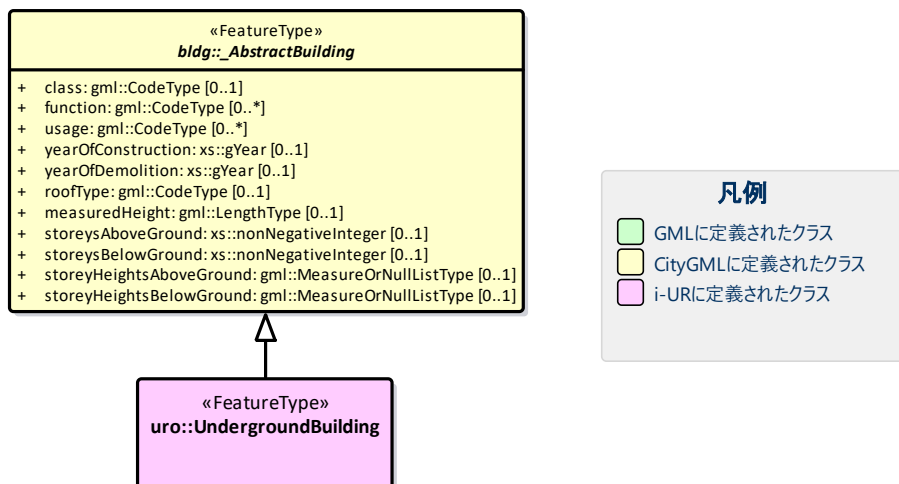 «FeatureType»
bldg::_AbstractBuilding
+ class: gml::CodeType [0..1]
+ function: gml::CodeType [0..*]
+ usage: gml::CodeType [0..*]
+ yearOfConstruction: xs::gYear [0..1]
+ yearOfDemolition: xs::gYear [0..1]
+ roofType: gml::CodeType [0..1]
+ measuredHeight: gml::LengthType [0..1]
+ storeysAboveGround: xs::nonNegativeInteger [0..1]
+ storeysBelowGround: xs::nonNegativeInteger [0..1]
+ storeyHeightsAboveGround: gml::MeasureOrNullListType [0..1]
+ storeyHeightsBelowGround: gml::MeasureOrNullListType [0..1]
«FeatureType»
uro::UndergroundBuilding
凡例
GMLに定義されたクラス
CityGMLに定義されたクラス
i-URに定義されたクラス